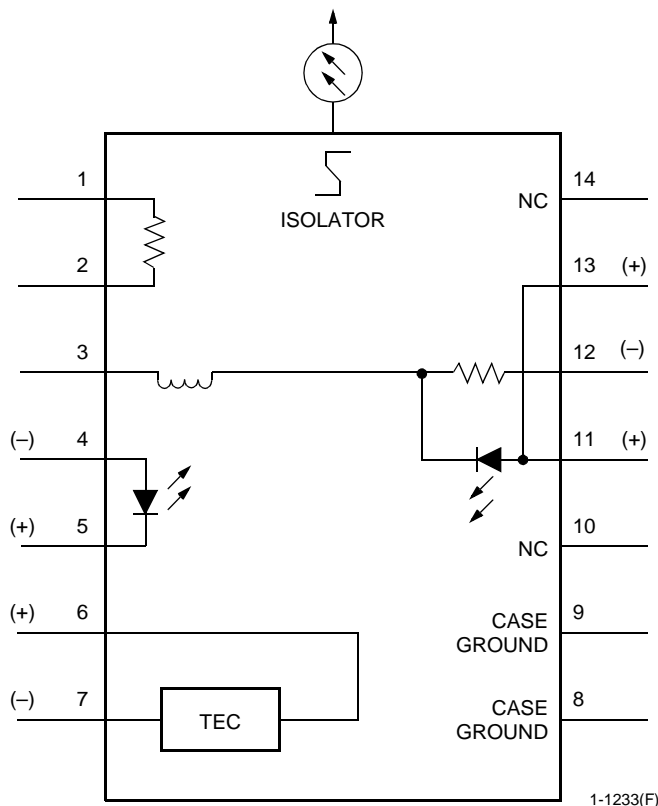 ISOLATOR
1
14
NC
2
13 (+)
3
12 (–)
(–) 4
11 (+)
(+) 5
10
NC
(+) 6
9
CASE
GROUND
(–) 7
8
TEC
CASE
GROUND
1-1233(F)